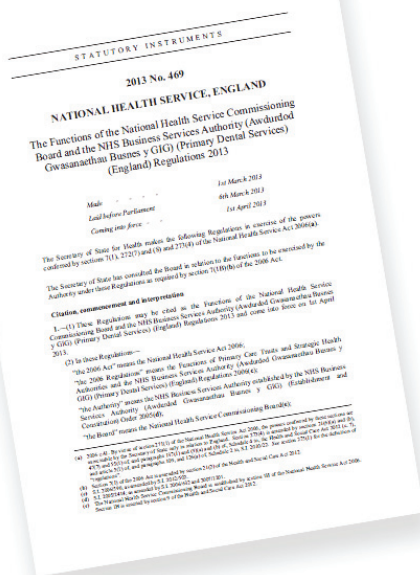 STATUTORY INSTRUMENTS
2013 No. 469
NATIONAL HEALTH SERVICE, ENGLAND
The Functions of the National Health Service Commissioning
Board and the NHS Business Services Authority (Awdurdod
Gwasanaethau Busnes y GIG) (Primary Dental Services)
(England) Regulations 2013
Made - - - - 1st March 2013
Laid before Parliament 6th March 2013
Coming into force - - 1st April 2013
The Secretary of State for Health makes the following Regulations in exercise of the powers
conferred by sections 7(1), 272(7) and (8) and 273(4) of the National Health Service Act 2006(a).
The Secretary of State has consulted the Board in relation to the functions to be exercised by the
Authority under these Regulations as required by section 7(1B)(b) of the 2006 Act.
Citation, commencement and interpretation
1.—(1) These Regulations may be cited as the Functions of the National Health Service
Commissioning Board and the NHS Business Services Authority (Awdurdod Gwasanaethau Busnes
y GIG) (Primary Dental Services) (England) Regulations 2013 and come into force on 1st April
2013.
(2) In these Regulations—
"the 2006 Act" means the National Health Service Act 2006;
"the 2006 Regulations" means the Functions of Primary Care Trusts and Strategic Health
Authorities and the NHS Business Services Authority (Awdurdod Gwasanaethau Busnes y
GIG) (Primary Dental Services) (England) Regulations 2006(c);
"the Authority" means the NHS Business Services Authority established by the NHS Business
Services Authority (Awdurdod Gwasanaethau Busnes y GIG) (Establishment and
Constitution) Order 2005(d);
"the Board" means the National Health Service Commissioning Board(e);